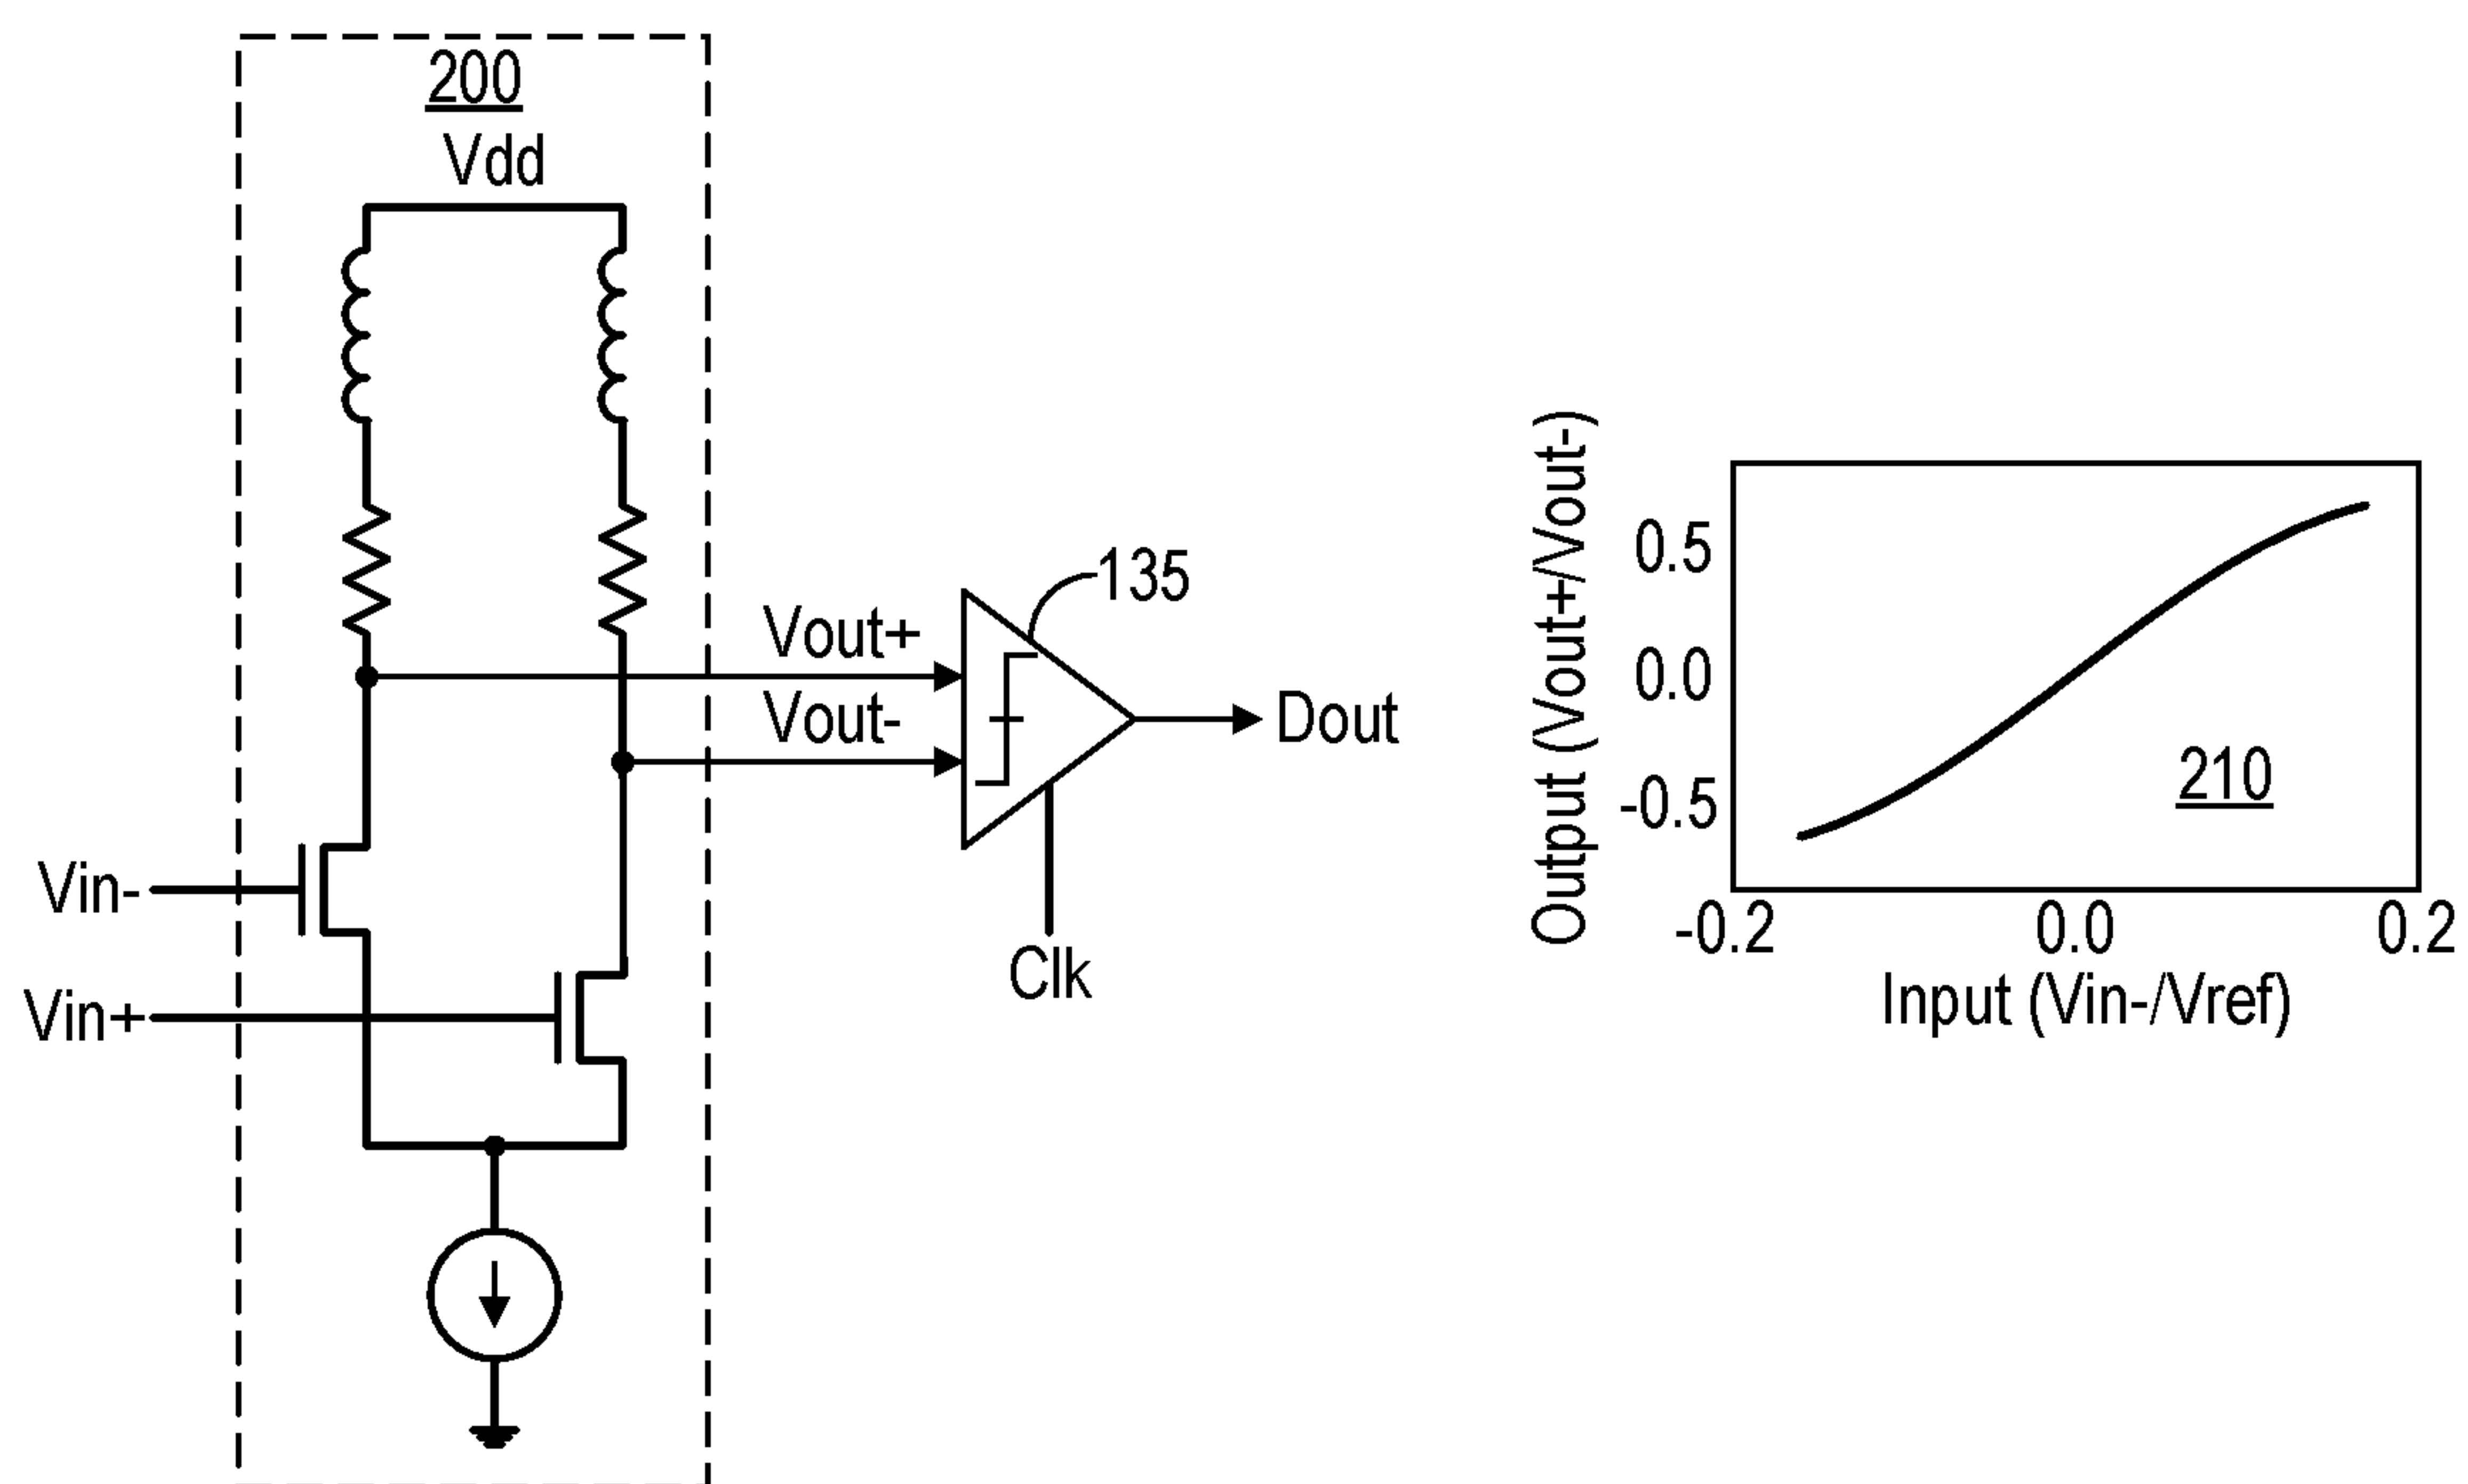 200
Vdd
135
Vout+
Vout-
Dout
Vin-
Vin+
Clk
Output (Vout+/Vout-)
0.5
0.0
-0.5
210
-0.2
0.0
0.2
Input (Vin-/Vref)